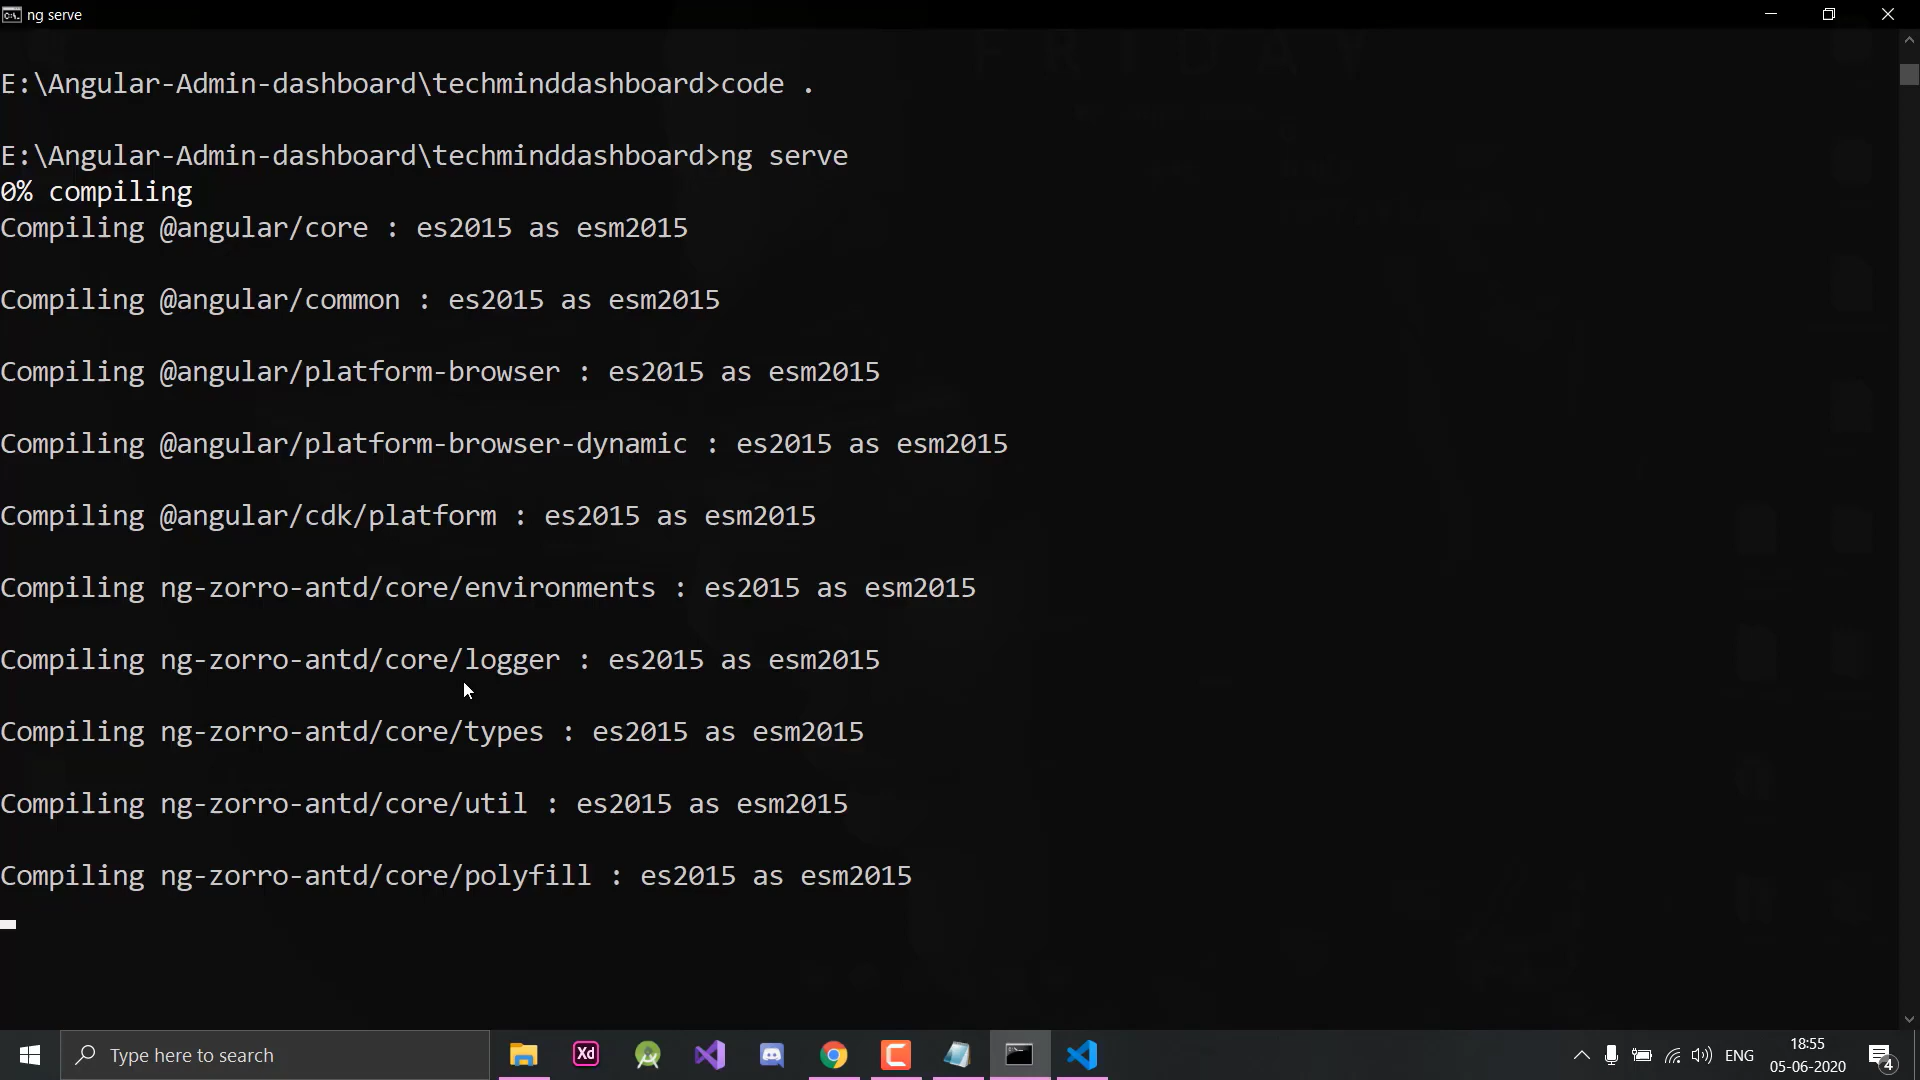 ng serve
E:\Angular-Admin-dashboard\techminddashboard>code .
E:\Angular-Admin-dashboard\techminddashboard>ng serve
0% compiling
Compiling @angular/core : es2015 as esm2015
Compiling @angular/common : es2015 as esm2015
Compiling @angular/platform-browser : es2015 as esm2015
Compiling @angular/platform-browser-dynamic : es2015 as esm2015
Compiling @angular/cdk/platform : es2015 as esm2015
Compiling ng-zorro-antd/core/environments : es2015 as esm2015
Compiling ng-zorro-antd/core/logger : es2015 as esm2015
Compiling ng-zorro-antd/core/types : es2015 as esm2015
Compiling ng-zorro-antd/core/util : es2015 as esm2015
Compiling ng-zorro-antd/core/polyfill : es2015 as esm2015
Type here to search
Xd
ENG
18:55
05-06-2020
4